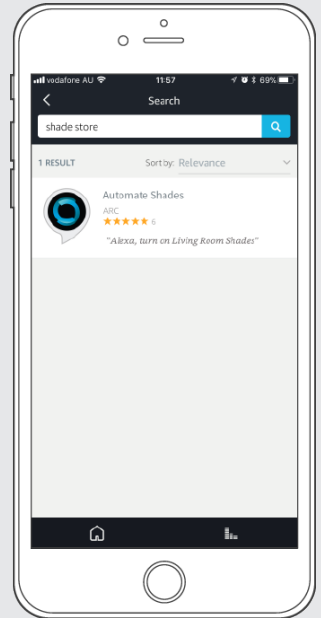 vodafone AU 11:57 69%
Search
shade store
1 RESULT Sort by: Relevance
Automate Shades
ARC
6
"Alexa, turn on Living Room Shades"